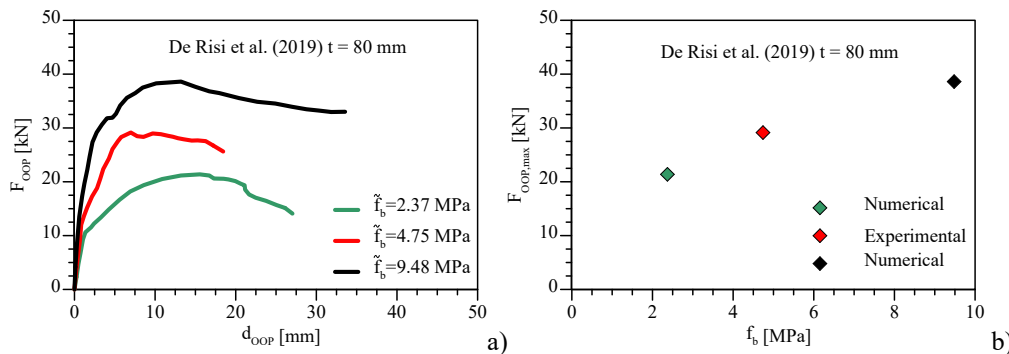 De Risi et al. (2019) t = 80 mm
F_OOP [kN]
50
40
30
20
10
0
f̃_b=2.37 MPa
f̃_b=4.75 MPa
f̃_b=9.48 MPa
0 10 20 30 40 50
d_OOP [mm]
a)
De Risi et al. (2019) t = 80 mm
F_OOP,max [kN]
50
40
30
20
10
0
Numerical
Experimental
Numerical
0 2 4 6 8 10
f_b [MPa]
b)